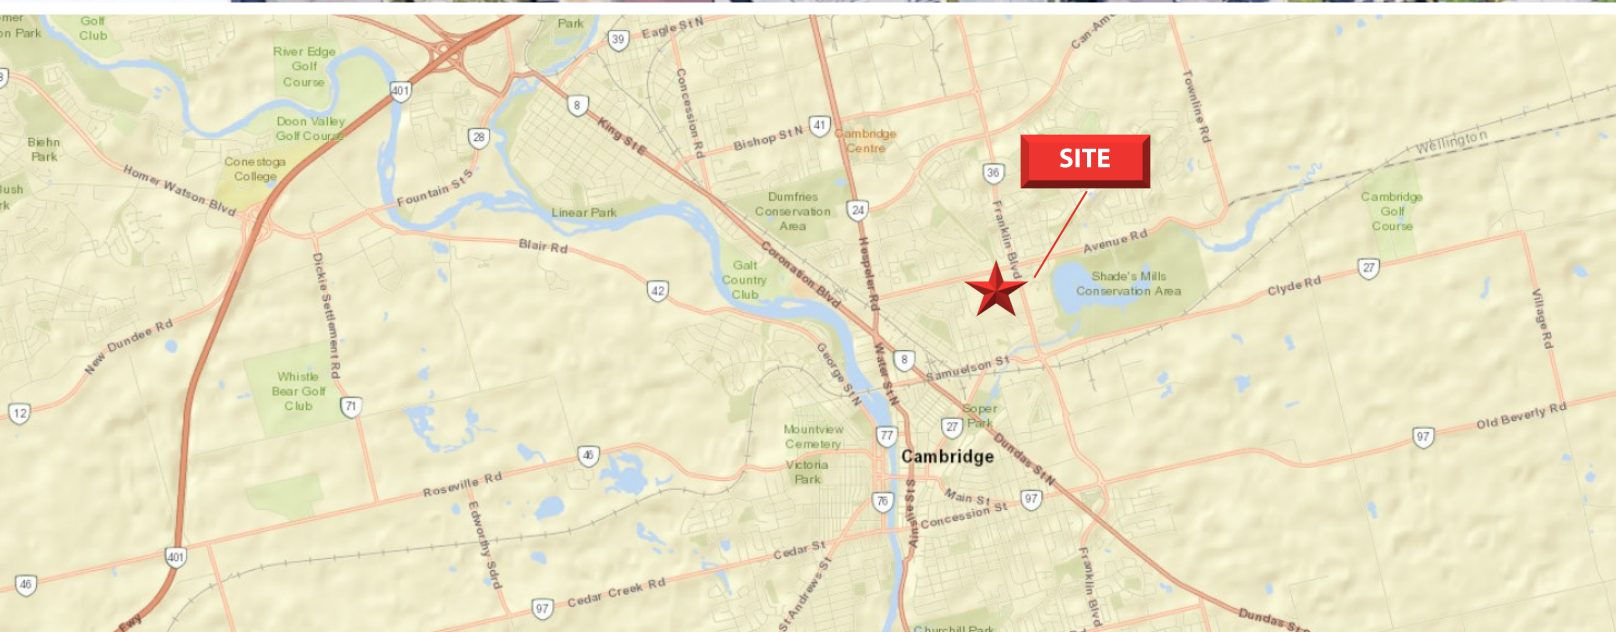 Park
Golf
Club
39
Eagle St N
on Park
River Edge
Golf
Course
401
8
Concession Rd
Townline Rd
Doon Valley
Golf Course
28
King St E
Bishop St N
41
Cambridge
Centre
Wellington
Biehn
Park
Conestoga
College
SITE
36
Homer Watson Blvd
Fountain St S
Linear Park
Dumfries
Conservation
Area
24
Franklin Blvd
Cambridge
Golf
Course
Blair Rd
Avenue Rd
Dickie Settlement Rd
Galt
Country
Club
Coronation Blvd
Hespeler Rd
Shade's Mills
Conservation Area
27
Clyde Rd
42
New Dundee Rd
Village Rd
George St N
Water St N
8
Samuelson St
Whistle
Bear Golf
Club
12
71
Soper
Park
27
Old Beverly Rd
97
Mountview
Cemetery
77
Dundas St N
Cambridge
46
Victoria
Park
Roseville Rd
76
Main St
97
Edworthy Sdrd
Ainslie St S
Concession St
401
Cedar St
46
Franklin Blvd
97
Cedar Creek Rd
St Andrews St
Dundas St S
Churchill Park